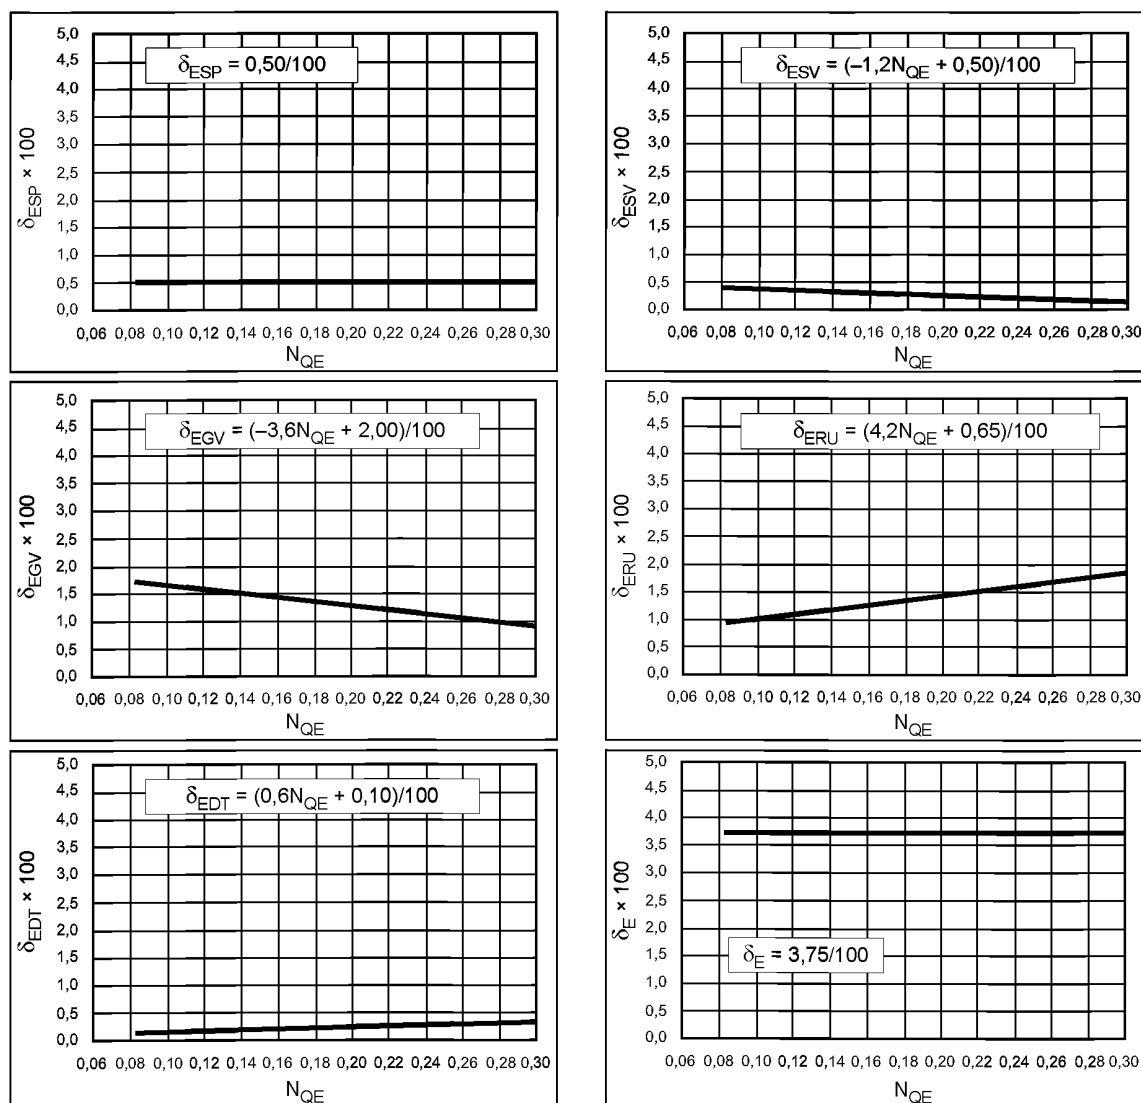 5,0
4,5
4,0
3,5
3,0
2,5
2,0
1,5
1,0
0,5
0,0
δESP × 100
δESP = 0,50/100
0,06 0,08 0,10 0,12 0,14 0,16 0,18 0,20 0,22 0,24 0,26 0,28 0,30
NQE
5,0
4,5
4,0
3,5
3,0
2,5
2,0
1,5
1,0
0,5
0,0
δESV × 100
δESV = (–1,2NQE + 0,50)/100
0,06 0,08 0,10 0,12 0,14 0,16 0,18 0,20 0,22 0,24 0,26 0,28 0,30
NQE
5,0
4,5
4,0
3,5
3,0
2,5
2,0
1,5
1,0
0,5
0,0
δEGV × 100
δEGV = (–3,6NQE + 2,00)/100
0,06 0,08 0,10 0,12 0,14 0,16 0,18 0,20 0,22 0,24 0,26 0,28 0,30
NQE
5,0
4,5
4,0
3,5
3,0
2,5
2,0
1,5
1,0
0,5
0,0
δERU × 100
δERU = (4,2NQE + 0,65)/100
0,06 0,08 0,10 0,12 0,14 0,16 0,18 0,20 0,22 0,24 0,26 0,28 0,30
NQE
5,0
4,5
4,0
3,5
3,0
2,5
2,0
1,5
1,0
0,5
0,0
δEDT × 100
δEDT = (0,6NQE + 0,10)/100
0,06 0,08 0,10 0,12 0,14 0,16 0,18 0,20 0,22 0,24 0,26 0,28 0,30
NQE
5,0
4,5
4,0
3,5
3,0
2,5
2,0
1,5
1,0
0,5
0,0
δE × 100
δE = 3,75/100
0,06 0,08 0,10 0,12 0,14 0,16 0,18 0,20 0,22 0,24 0,26 0,28 0,30
NQE